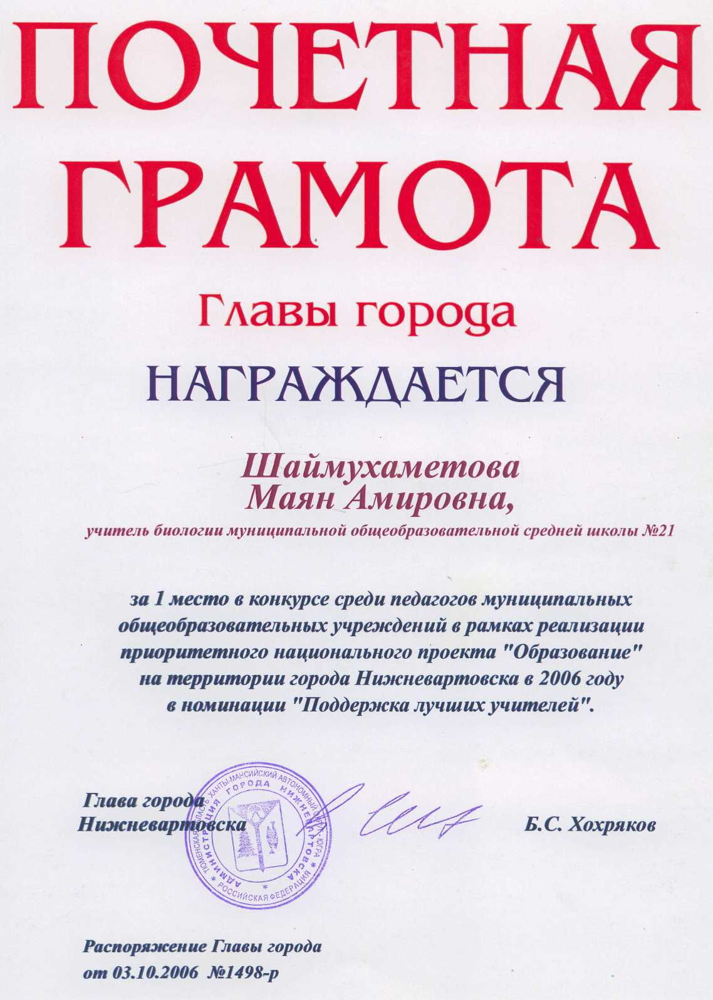 ПОЧЕТНАЯ
ГРАМОТА
Главы города
НАГРАЖДАЕТСЯ
Шаймухаметова
Маян Амировна,
учитель биологии муниципальной общеобразовательной средней школы №21
за 1 место в конкурсе среди педагогов муниципальных
общеобразовательных учреждений в рамках реализации
приоритетного национального проекта "Образование"
на территории города Нижневартовска в 2006 году
в номинации "Поддержка лучших учителей".
Глава города
Нижневартовска
Б.С. Хохряков
ТЮМЕНСКАЯ ОБЛАСТЬ ХАНТЫ-МАНСИЙСКИЙ АВТОНОМНЫЙ ОКРУГ - ЮГРА * РОССИЙСКАЯ ФЕДЕРАЦИЯ *
АДМИНИСТРАЦИЯ ГОРОДА НИЖНЕВАРТОВСКА *
Распоряжение Главы города
от 03.10.2006 №1498-р